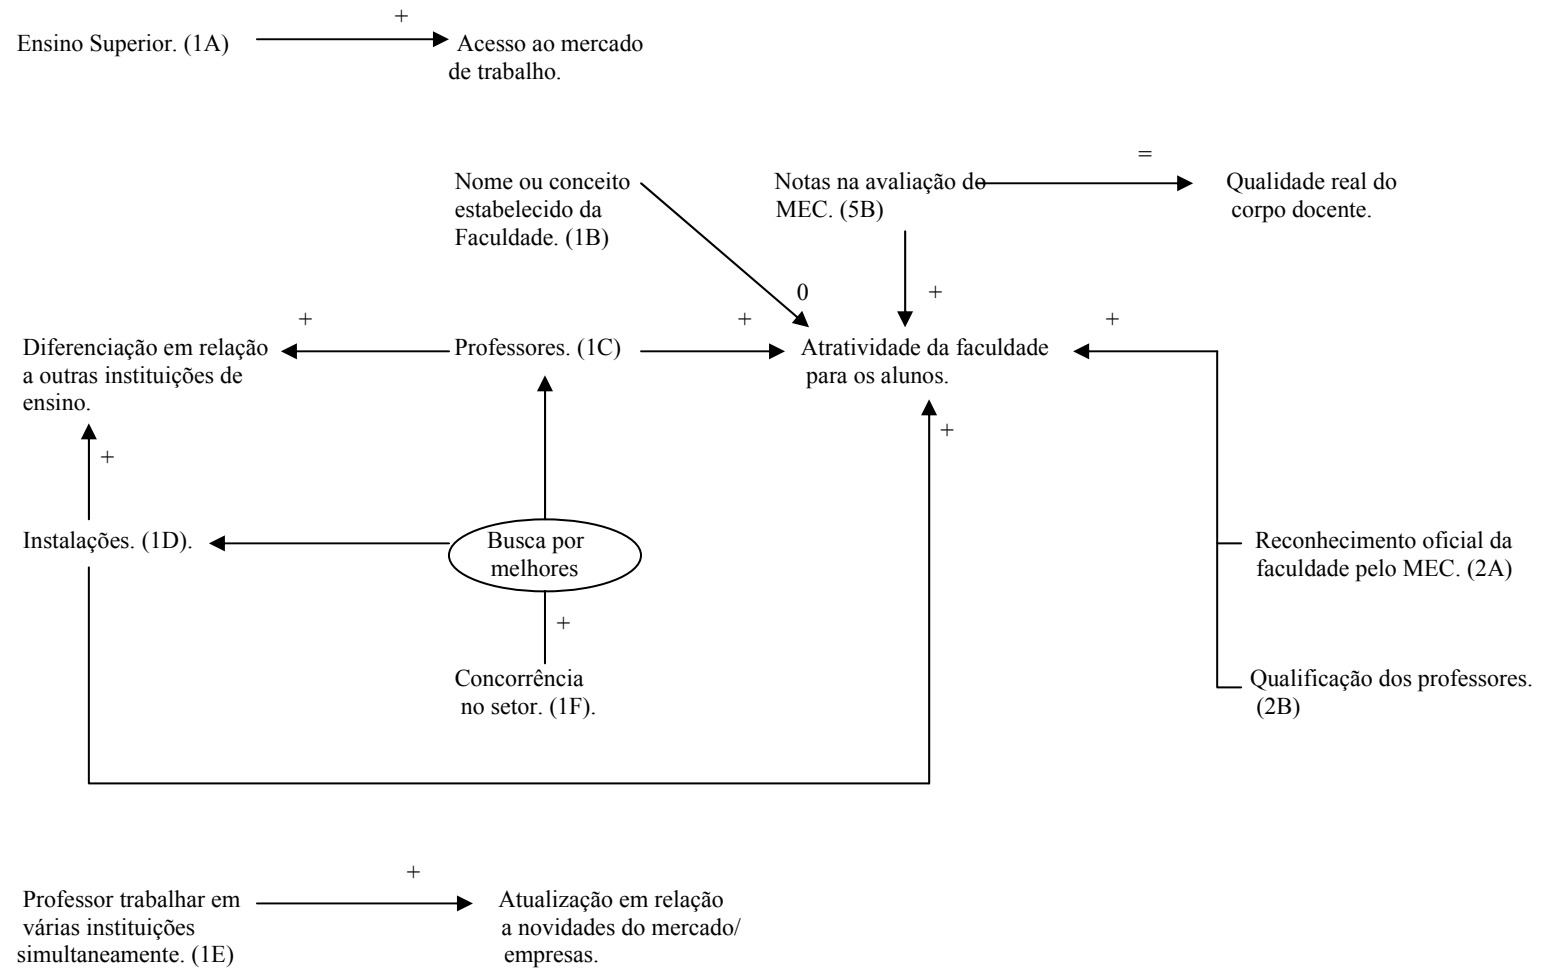 +
Ensino Superior. (1A)
Acesso ao mercado
de trabalho.
=
Nome ou conceito
estabelecido da
Faculdade. (1B)
Notas na avaliação do
MEC. (5B)
Qualidade real do
corpo docente.
0
+
+
+
+
Diferenciação em relação
a outras instituições de
ensino.
Professores. (1C)
Atratividade da faculdade
para os alunos.
+
+
Instalações. (1D).
Busca por
melhores
Reconhecimento oficial da
faculdade pelo MEC. (2A)
+
Concorrência
no setor. (1F).
Qualificação dos professores.
(2B)
+
Professor trabalhar em
várias instituições
simultaneamente. (1E)
Atualização em relação
a novidades do mercado/
empresas.